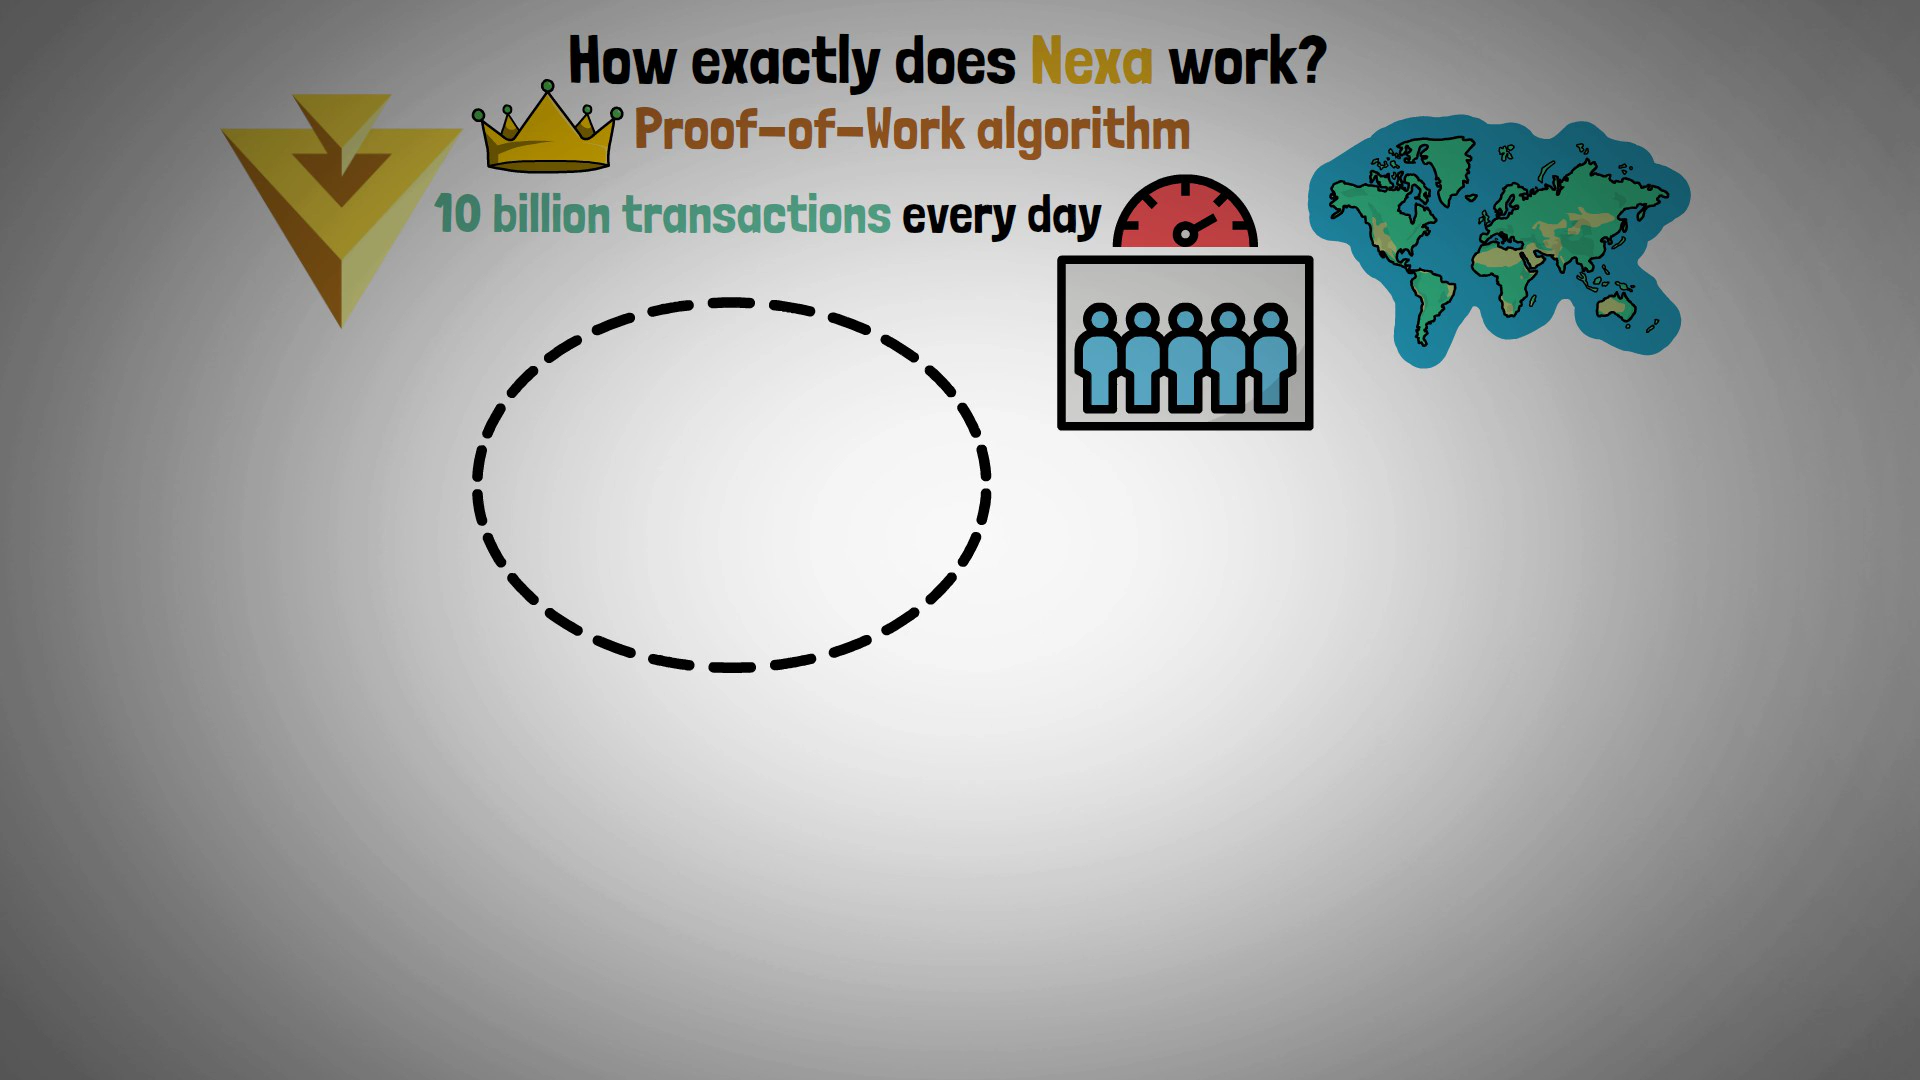 How exactly does Nexa work?
Proof-of-Work algorithm
10 billion transactions every day